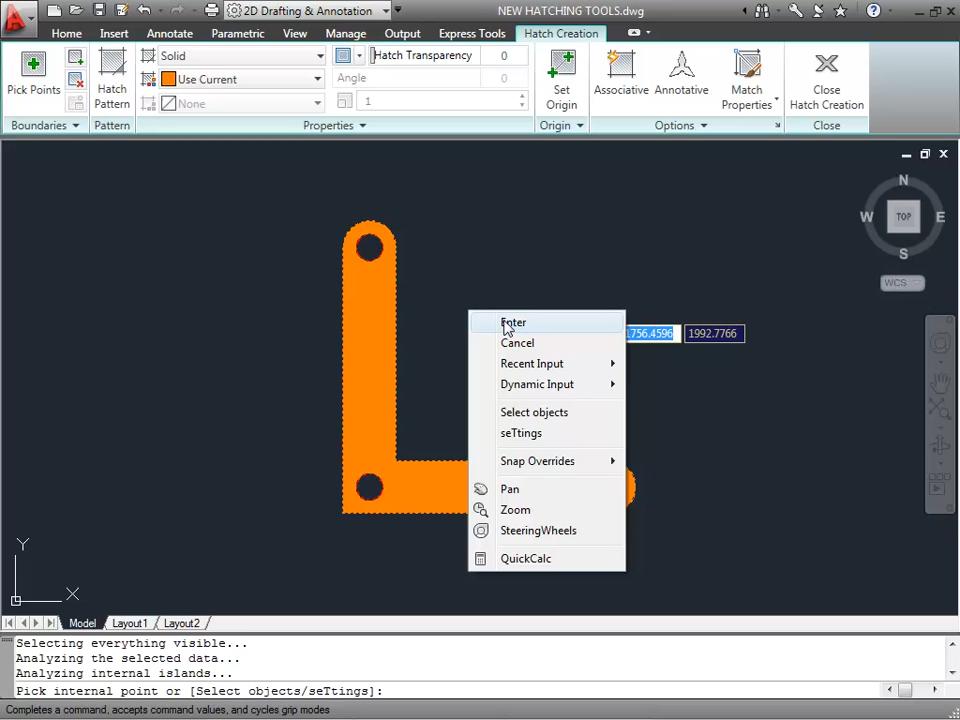 2D Drafting & Annotation
NEW HATCHING TOOLS.dwg
Home Insert Annotate Parametric View Manage Output Express Tools Hatch Creation
Pick Points
Boundaries
Hatch Pattern
Pattern
Solid
Use Current
None
Hatch Transparency 0
Angle 0
1
Properties
Set Origin
Origin
Associative
Annotative
Match Properties
Options
Close Hatch Creation
Close
N
W TOP E
S
WCS
1756.4596 1992.7766
Enter
Cancel
Recent Input
Dynamic Input
Select objects
seTtings
Snap Overrides
Pan
Zoom
SteeringWheels
QuickCalc
Y
X
Model Layout1 Layout2
Selecting everything visible...
Analyzing the selected data...
Analyzing internal islands...
Pick internal point or [Select objects/seTtings]:
Completes a command, accepts command values, and cycles grip modes